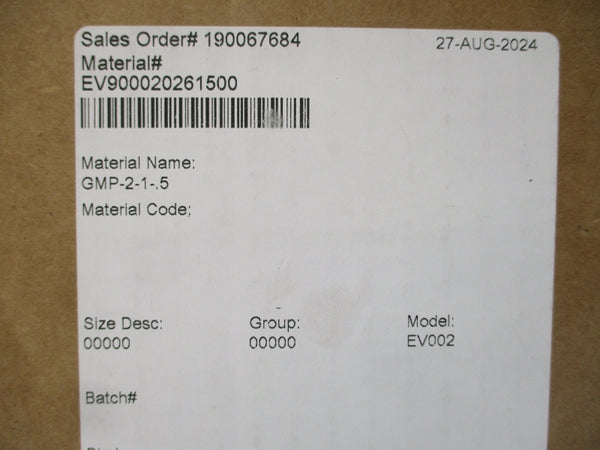 Sales Order# 190067684 27-AUG-2024
Material#
EV900020261500
Material Name:
GMP-2-1-.5
Material Code;
Size Desc: Group: Model:
00000 00000 EV002
Batch#